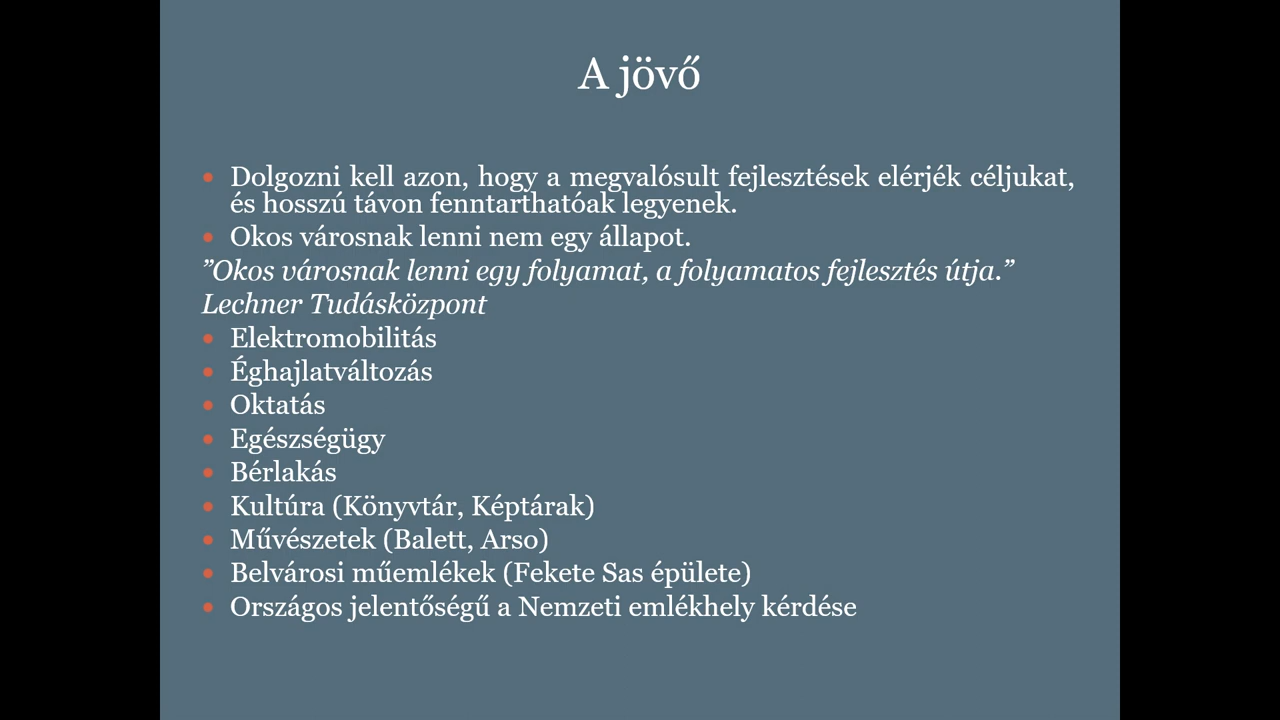 A jövő
• Dolgozni kell azon, hogy a megvalósult fejlesztések elérjék céljukat,
és hosszú távon fenntarthatóak legyenek.
• Okos városnak lenni nem egy állapot.
”Okos városnak lenni egy folyamat, a folyamatos fejlesztés útja.”
Lechner Tudásközpont
• Elektromobilitás
• Éghajlatváltozás
• Oktatás
• Egészségügy
• Bérlakás
• Kultúra (Könyvtár, Képtárak)
• Művészetek (Balett, Arso)
• Belvárosi műemlékek (Fekete Sas épülete)
• Országos jelentőségű a Nemzeti emlékhely kérdése